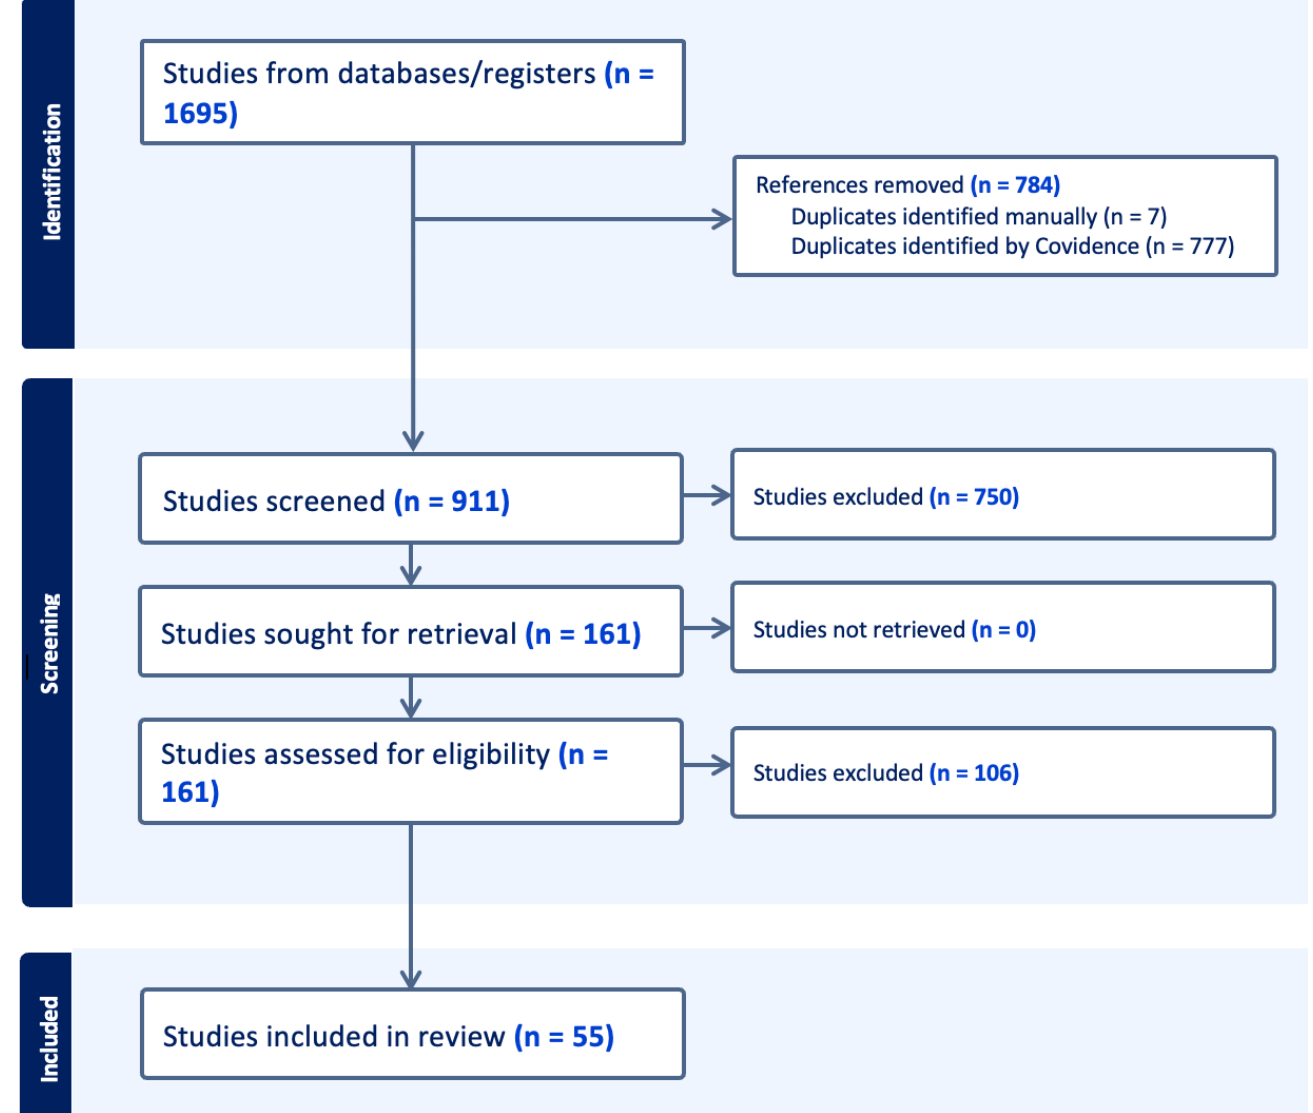 Identification
Studies from databases/registers (n =
1695)
References removed (n = 784)
Duplicates identified manually (n = 7)
Duplicates identified by Covidence (n = 777)
Screening
Studies screened (n = 911)
Studies excluded (n = 750)
Studies sought for retrieval (n = 161)
Studies not retrieved (n = 0)
Studies assessed for eligibility (n =
161)
Studies excluded (n = 106)
Included
Studies included in review (n = 55)